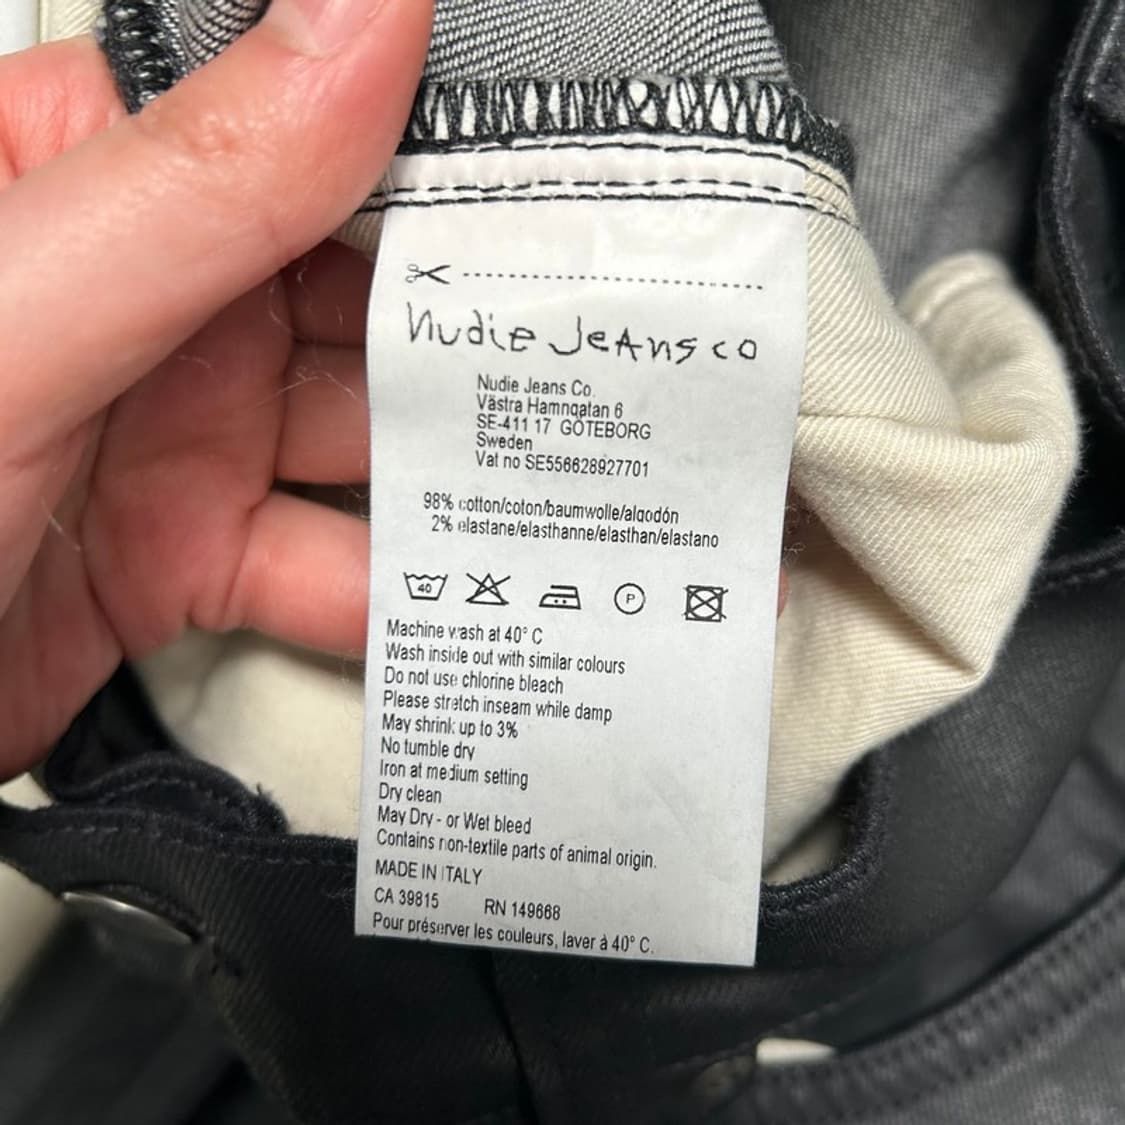 Nudie Jeans co
Nudie Jeans Co.
Västra Hamngatan 6
SE-411 17 GÖTEBORG
Sweden
Vat no SE556628927701
98% cotton/coton/baumwolle/algodón
2% elastane/elasthanne/elasthan/elastano
40
P
Machine wash at 40° C
Wash inside out with similar colours
Do not use chlorine bleach
Please stretch inseam while damp
May shrink up to 3%
No tumble dry
Iron at medium setting
Dry clean
May Dry - or Wet bleed
Contains non-textile parts of animal origin.
MADE IN ITALY
CA 39815 RN 149668
Pour préserver les couleurs, laver à 40° C.